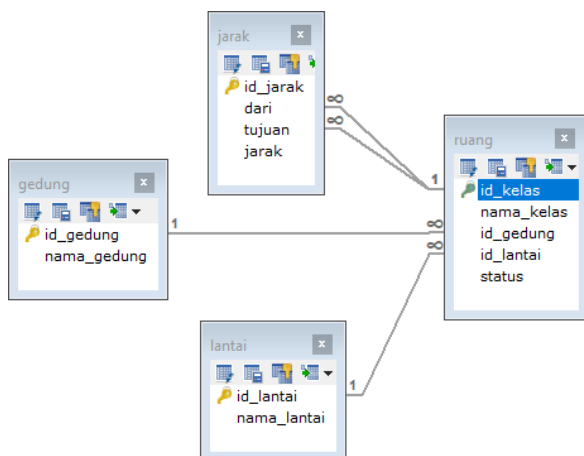 jarak
x
id_jarak
dari
tujuan
jarak
∞
∞
1
ruang
x
id_kelas
nama_kelas
id_gedung
id_lantai
status
gedung
x
id_gedung
nama_gedung
1
∞
∞
lantai
x
id_lantai
nama_lantai
1